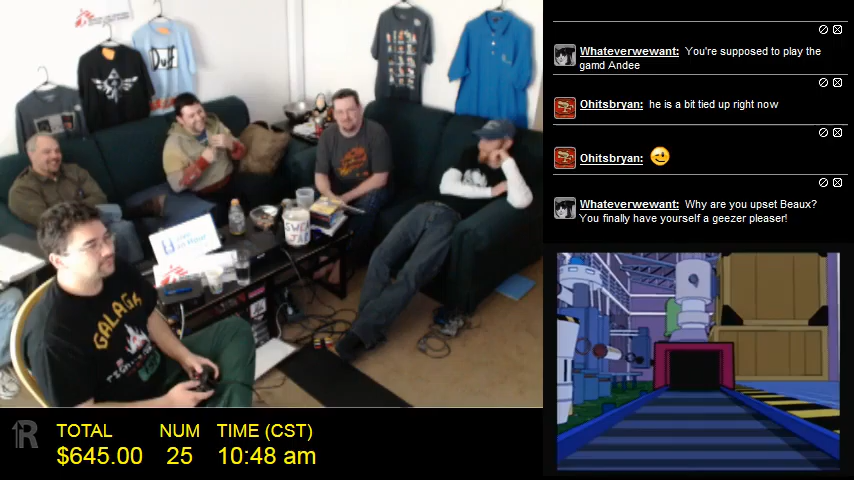 Duff
GALAGA
TOTAL NUM TIME (CST)
$645.00 25 10:48 am
Whateverwewant: You're supposed to play the
gamd Andee
Ohitsbryan: he is a bit tied up right now
Ohitsbryan:
Whateverwewant: Why are you upset Beaux?
You finally have yourself a geezer pleaser!